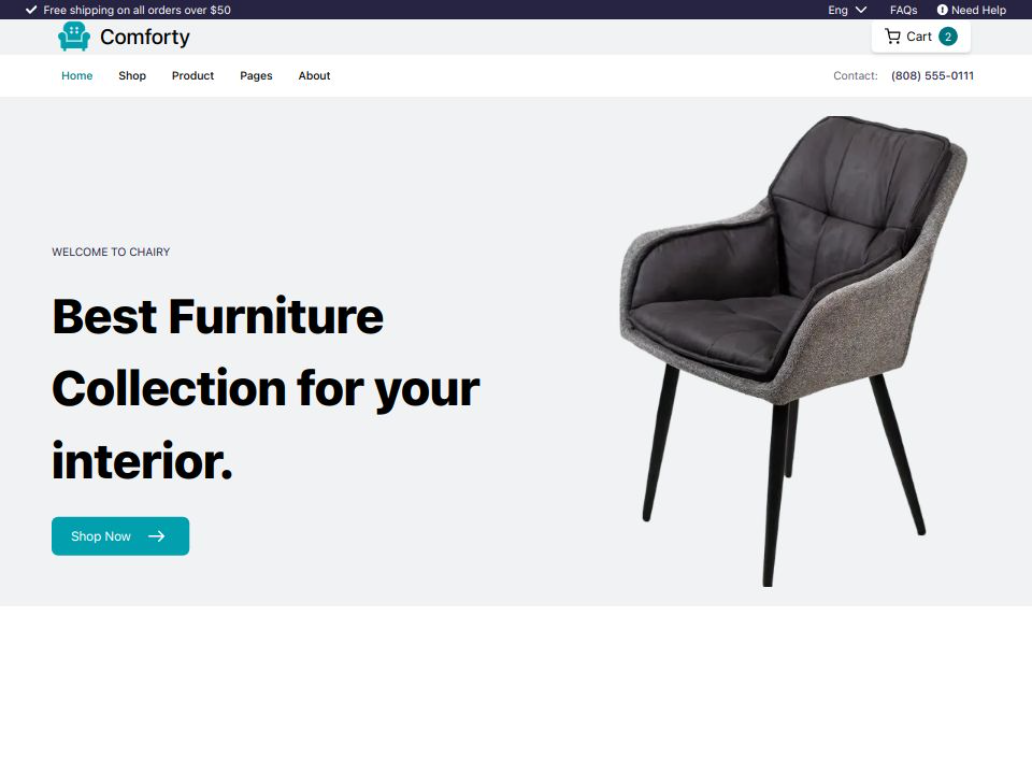 Free shipping on all orders over $50
Eng FAQs Need Help
Comforty
Cart 2
Home Shop Product Pages About
Contact: (808) 555-0111
WELCOME TO CHAIRY
Best Furniture
Collection for your
interior.
Shop Now